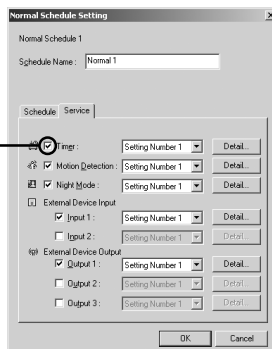 Normal Schedule Setting
Normal Schedule 1
Schedule Name : Normal 1
Schedule Service
Timer : Setting Number 1 Detail...
Motion Detection : Setting Number 1 Detail...
Night Mode : Setting Number 1 Detail...
External Device Input
Input 1 : Setting Number 1 Detail...
Input 2 : Setting Number 1 Detail...
External Device Output
Output 1 : Setting Number 1 Detail...
Output 2 : Setting Number 1 Detail...
Output 3 : Setting Number 1 Detail...
OK Cancel